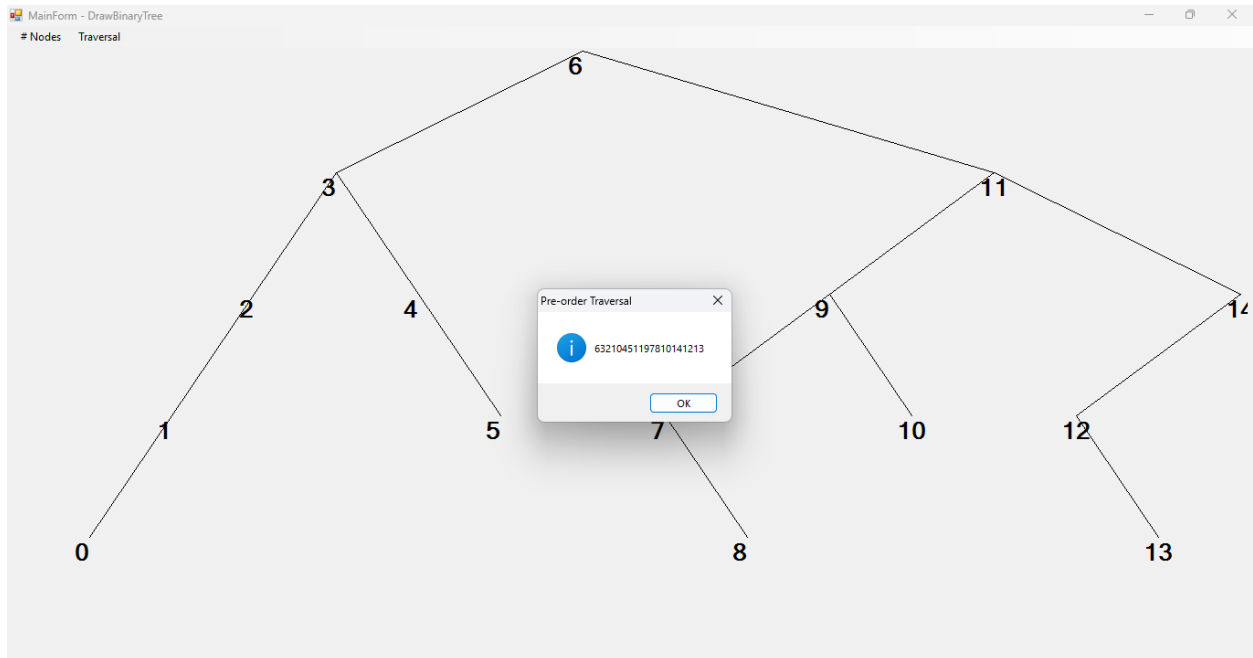 MainForm - DrawBinaryTree
# Nodes Traversal
6
3 11
2 4 9 14
Pre-order Traversal
63210451197810141213
OK
1 5 7 10 12
0 8 13